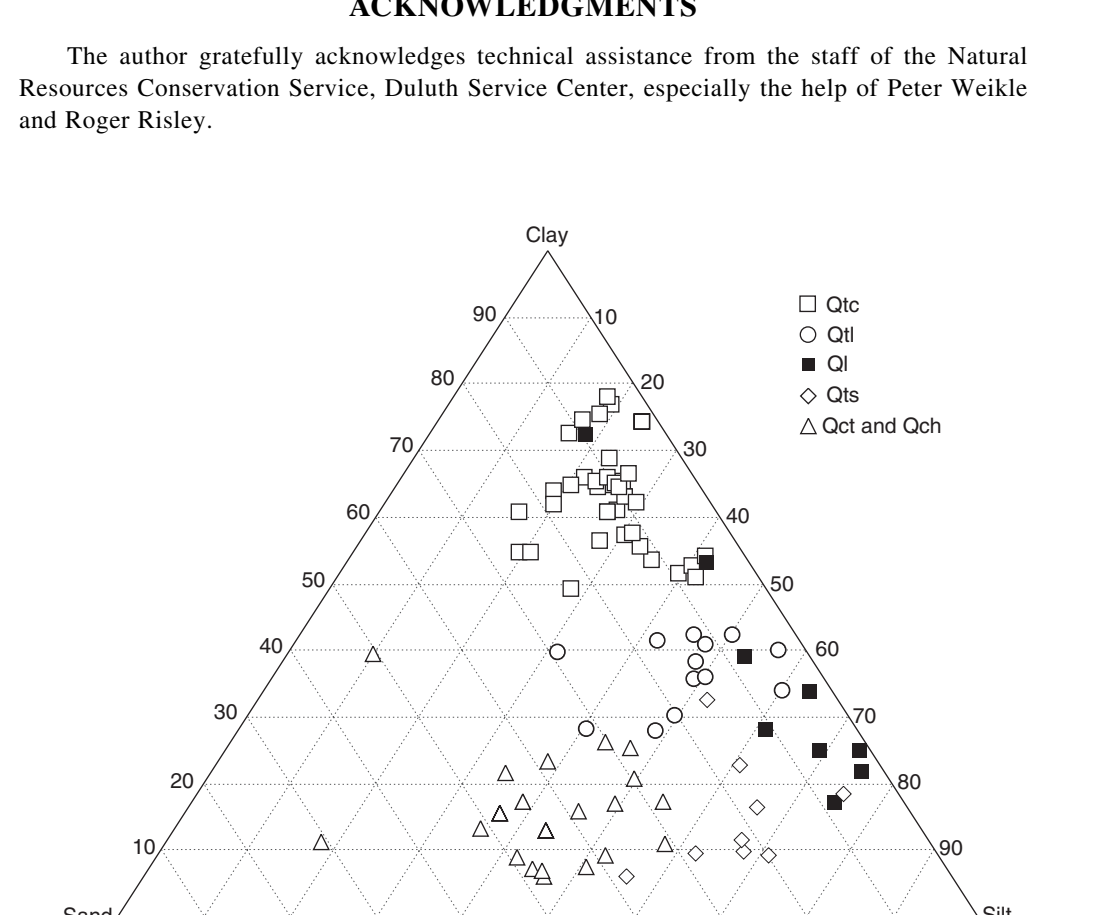 ACKNOWLEDGMENTS
The author gratefully acknowledges technical assistance from the staff of the Natural
Resources Conservation Service, Duluth Service Center, especially the help of Peter Weikle
and Roger Risley.
Clay
90 10
Qtc
Qtl
Ql
80 20
Qts
Qct and Qch
70 30
60 40
50 50
40 60
30 70
20 80
10 90
Sand Silt